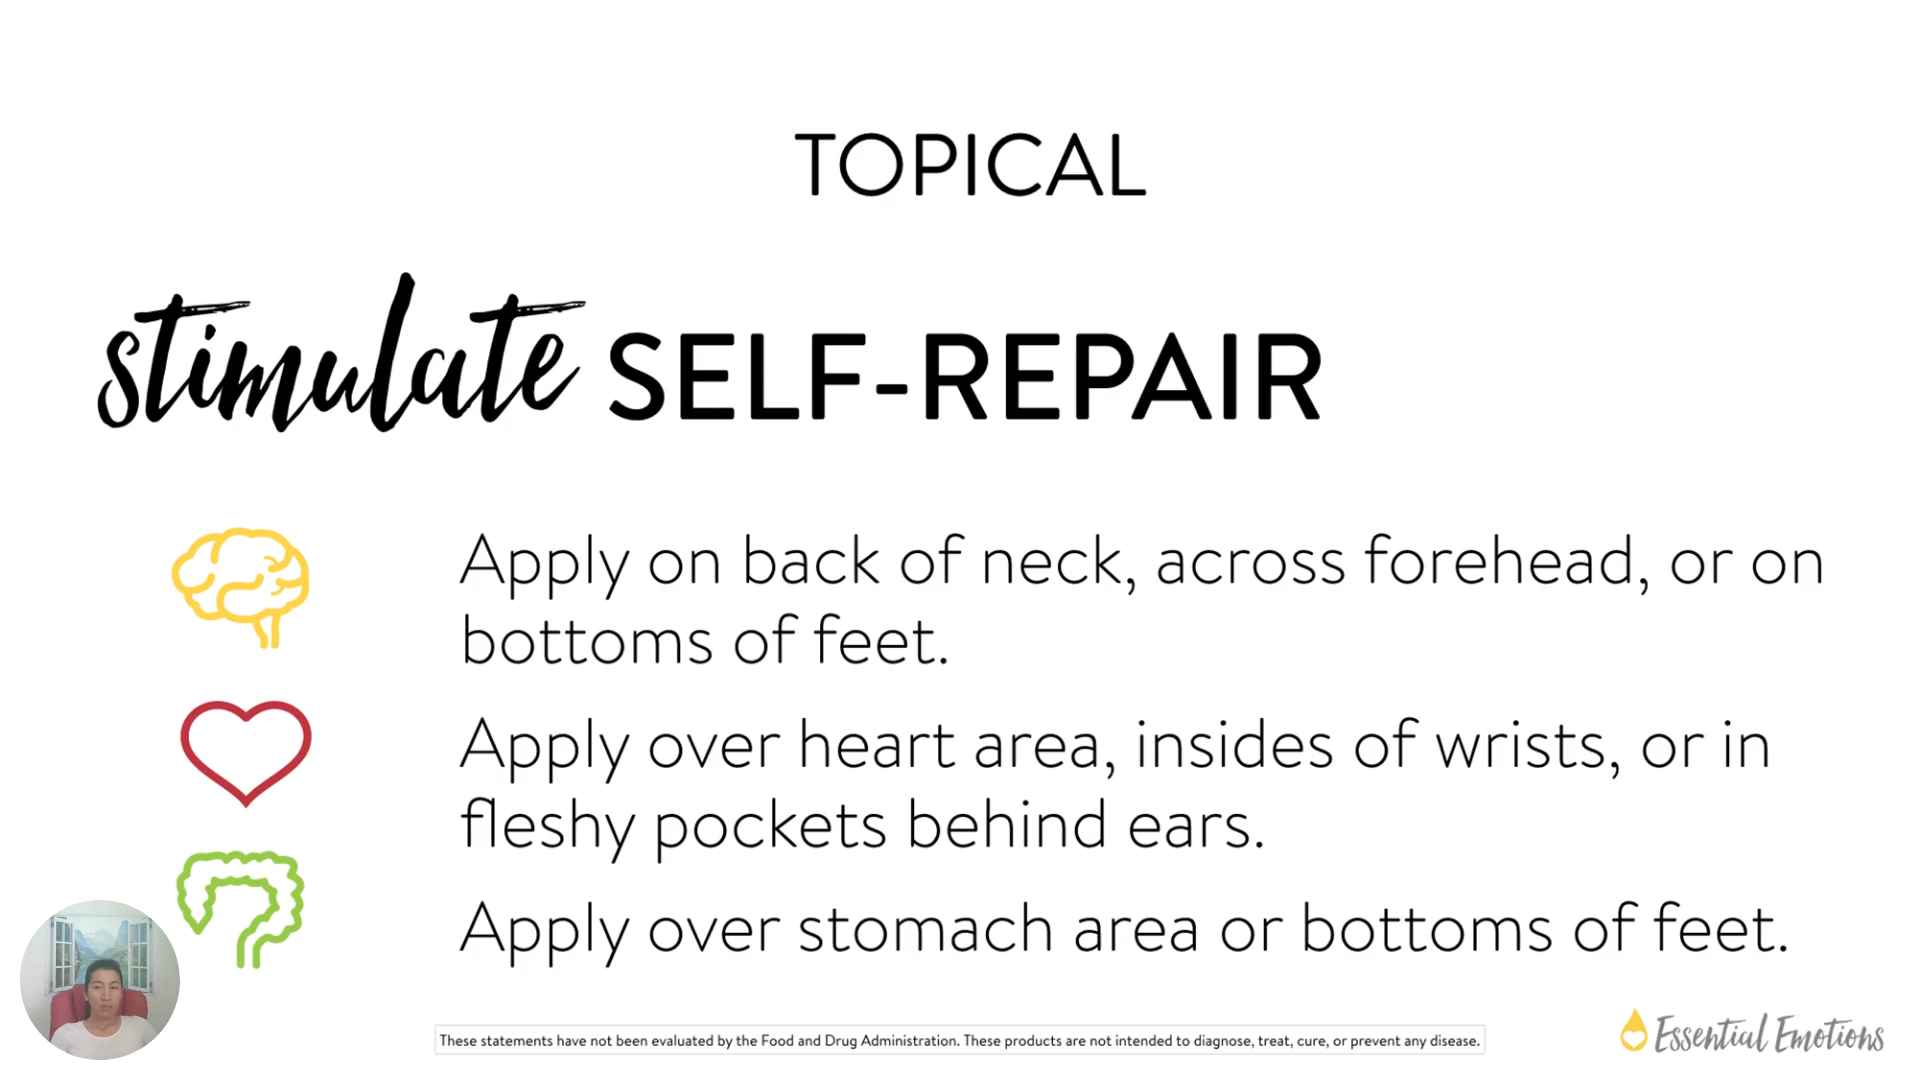 TOPICAL
stimulate SELF-REPAIR
Apply on back of neck, across forehead, or on
bottoms of feet.
Apply over heart area, insides of wrists, or in
fleshy pockets behind ears.
Apply over stomach area or bottoms of feet.
These statements have not been evaluated by the Food and Drug Administration. These products are not intended to diagnose, treat, cure, or prevent any disease.
Essential Emotions